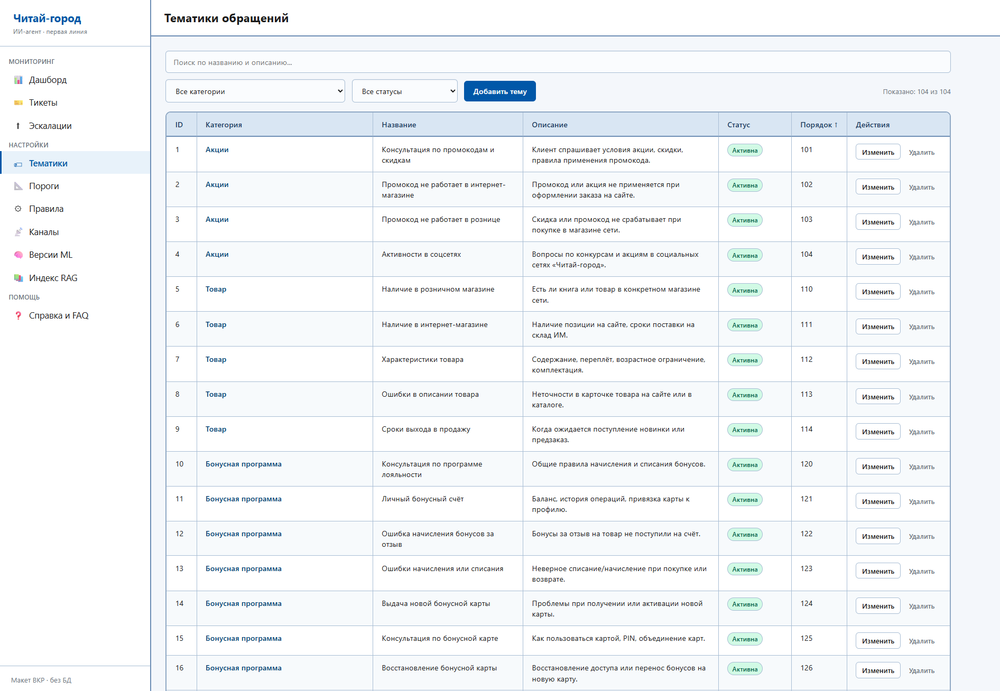 Читай-город
ИИ-агент · первая линия
МОНИТОРИНГ
Дашборд
Тикеты
Эскалации
НАСТРОЙКИ
Тематики
Пороги
Правила
Каналы
Версии ML
Индекс RAG
ПОМОЩЬ
Справка и FAQ
Макет ВКР · без БД
Тематики обращений
Поиск по названию и описанию...
Все категории
Все статусы
Добавить тему
Показано: 104 из 104
ID Категория Название Описание Статус Порядок ↑ Действия
1 Акции Консультация по промокодам и Клиент спрашивает условия акции, скидки, Активна 101 Изменить Удалить
скидкам правила применения промокода.
2 Акции Промокод не работает в интернет- Промокод или акция не применяется при Активна 102 Изменить Удалить
магазине оформлении заказа на сайте.
3 Акции Промокод не работает в рознице Скидка или промокод не срабатывает при Активна 103 Изменить Удалить
покупке в магазине сети.
4 Акции Активности в соцсетях Вопросы по конкурсам и акциям в социальных Активна 104 Изменить Удалить
сетях «Читай-город».
5 Товар Наличие в розничном магазине Есть ли книга или товар в конкретном магазине Активна 110 Изменить Удалить
сети.
6 Товар Наличие в интернет-магазине Наличие позиции на сайте, сроки поставки на Активна 111 Изменить Удалить
склад ИМ.
7 Товар Характеристики товара Содержание, переплёт, возрастное ограничение, Активна 112 Изменить Удалить
комплектация.
8 Товар Ошибки в описании товара Неточности в карточке товара на сайте или в Активна 113 Изменить Удалить
каталоге.
9 Товар Сроки выхода в продажу Когда ожидается поступление новинки или Активна 114 Изменить Удалить
предзаказ.
10 Бонусная программа Консультация по программе Общие правила начисления и списания бонусов. Активна 120 Изменить Удалить
лояльности
11 Бонусная программа Личный бонусный счёт Баланс, история операций, привязка карты к Активна 121 Изменить Удалить
профилю.
12 Бонусная программа Ошибка начисления бонусов за Бонусы за отзыв на товар не поступили на счёт. Активна 122 Изменить Удалить
отзыв
13 Бонусная программа Ошибки начисления или списания Неверное списание/начисление при покупке или Активна 123 Изменить Удалить
возврате.
14 Бонусная программа Выдача новой бонусной карты Проблемы при получении или активации новой Активна 124 Изменить Удалить
карты.
15 Бонусная программа Консультация по бонусной карте Как пользоваться картой, PIN, объединение карт. Активна 125 Изменить Удалить
16 Бонусная программа Восстановление бонусной карты Восстановление доступа или перенос бонусов на Активна 126 Изменить Удалить
новую карту.